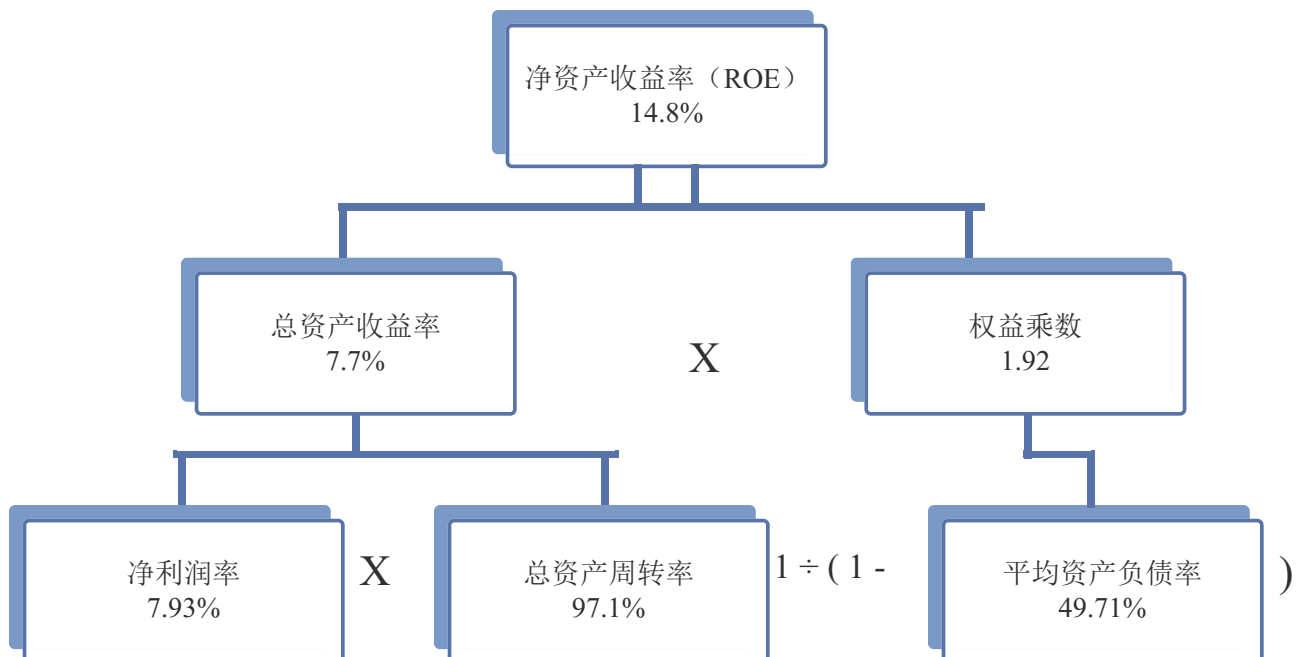 净资产收益率（ROE）
14.8%
总资产收益率
7.7%
X
权益乘数
1.92
净利润率
7.93%
X
总资产周转率
97.1%
1 ÷ ( 1 -
平均资产负债率
49.71%
)